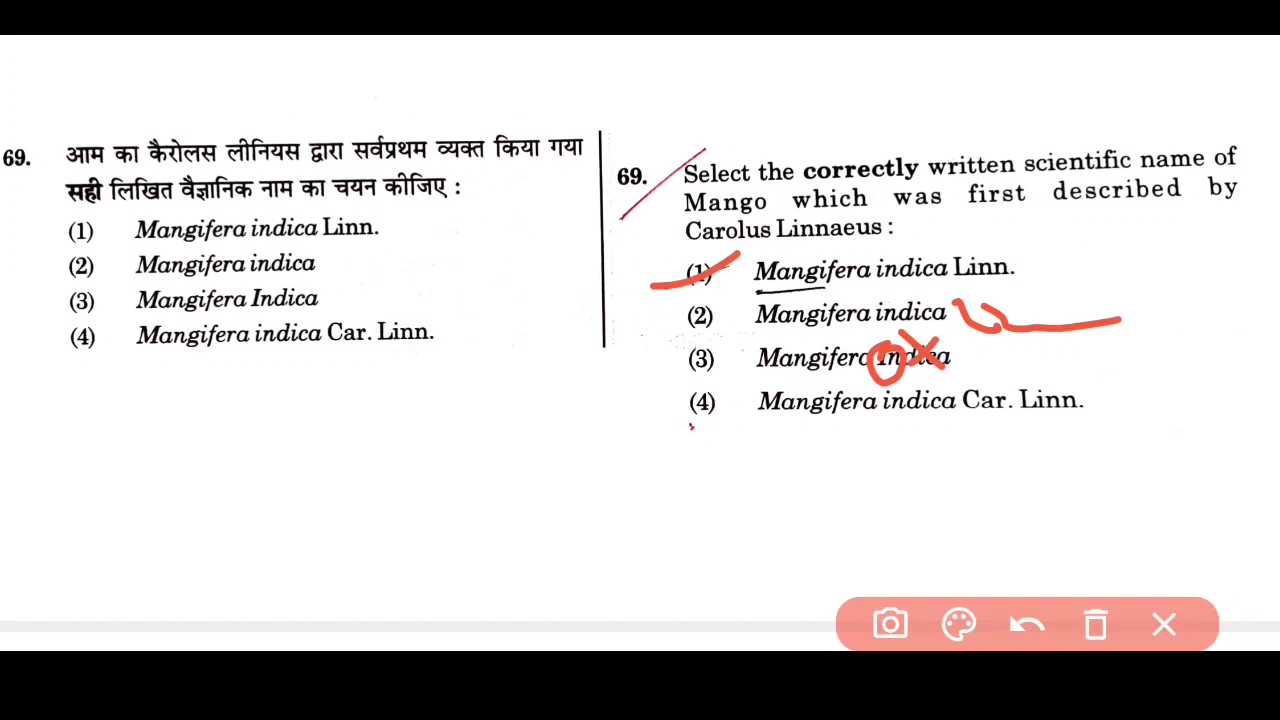 69. आम का कैरोलस लीनियस द्वारा सर्वप्रथम व्यक्त किया गया
सही लिखित वैज्ञानिक नाम का चयन कीजिए :
(1) Mangifera indica Linn.
(2) Mangifera indica
(3) Mangifera Indica
(4) Mangifera indica Car. Linn.
69. Select the correctly written scientific name of
Mango which was first described by
Carolus Linnaeus :
(1) Mangifera indica Linn.
(2) Mangifera indica
(3) Mangifera Indica
(4) Mangifera indica Car. Linn.